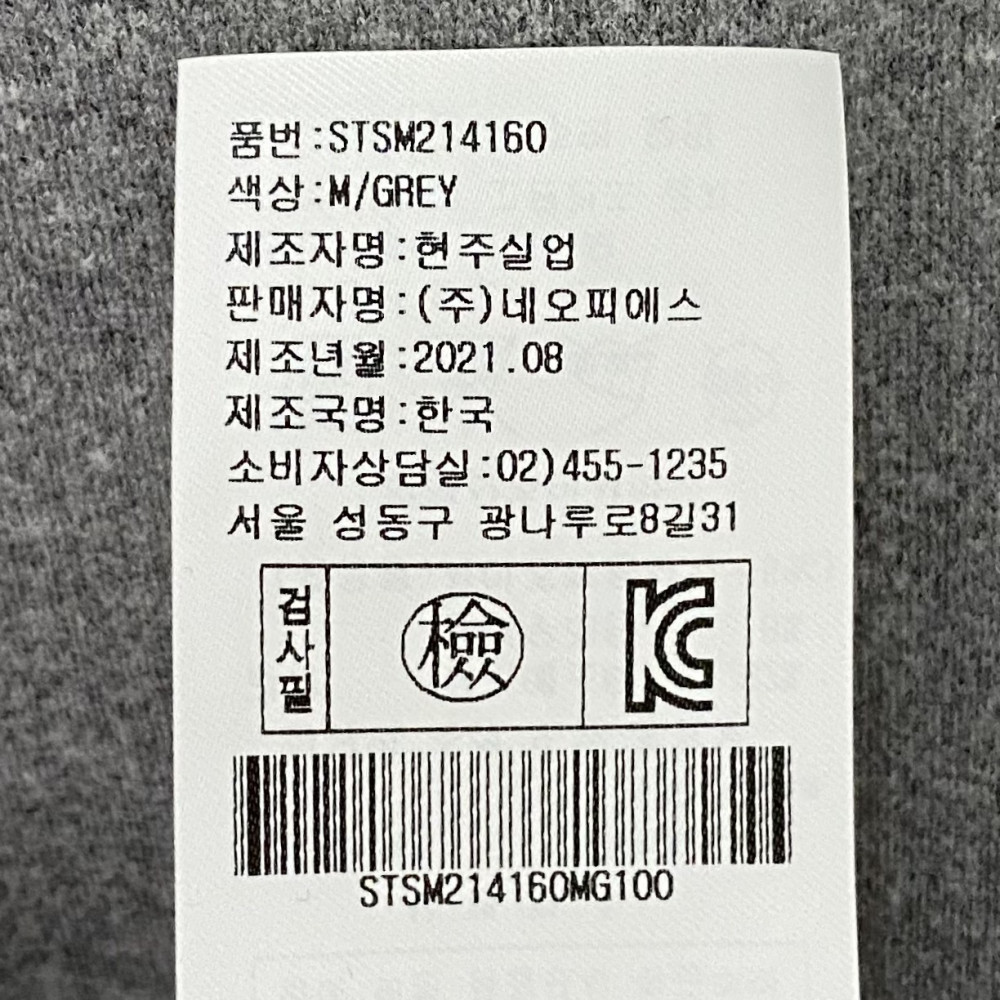 품번:STSM214160
색상:M/GREY
제조자명:현주실업
판매자명:(주)네오피에스
제조년월:2021.08
제조국명:한국
소비자상담실:02)455-1235
서울 성동구 광나루로8길31
검사필
檢
KC
STSM214160MG100